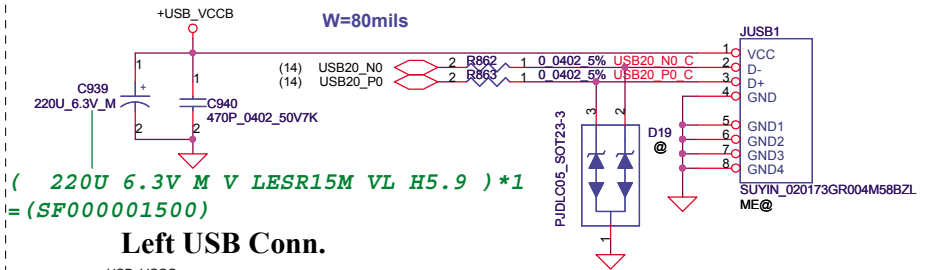 +USB_VCCB
W=80mils
JUSB1
1 VCC
(14) USB20_N0 2 R862 1 0_0402_5% USB20_N0_C 2 D-
(14) USB20_P0 2 R863 1 0_0402_5% USB20_P0_C 3 D+
4 GND
1 1
C939
220U_6.3V_M
+
C940
470P_0402_50V7K
2 2
3 2
PJDLC05_SOT23-3
D19
@
1
5 GND1
6 GND2
7 GND3
8 GND4
SUYIN_020173GR004M58BZL
ME@
( 220U 6.3V M V LESR15M VL H5.9 )*1
=(SF000001500)
Left USB Conn.